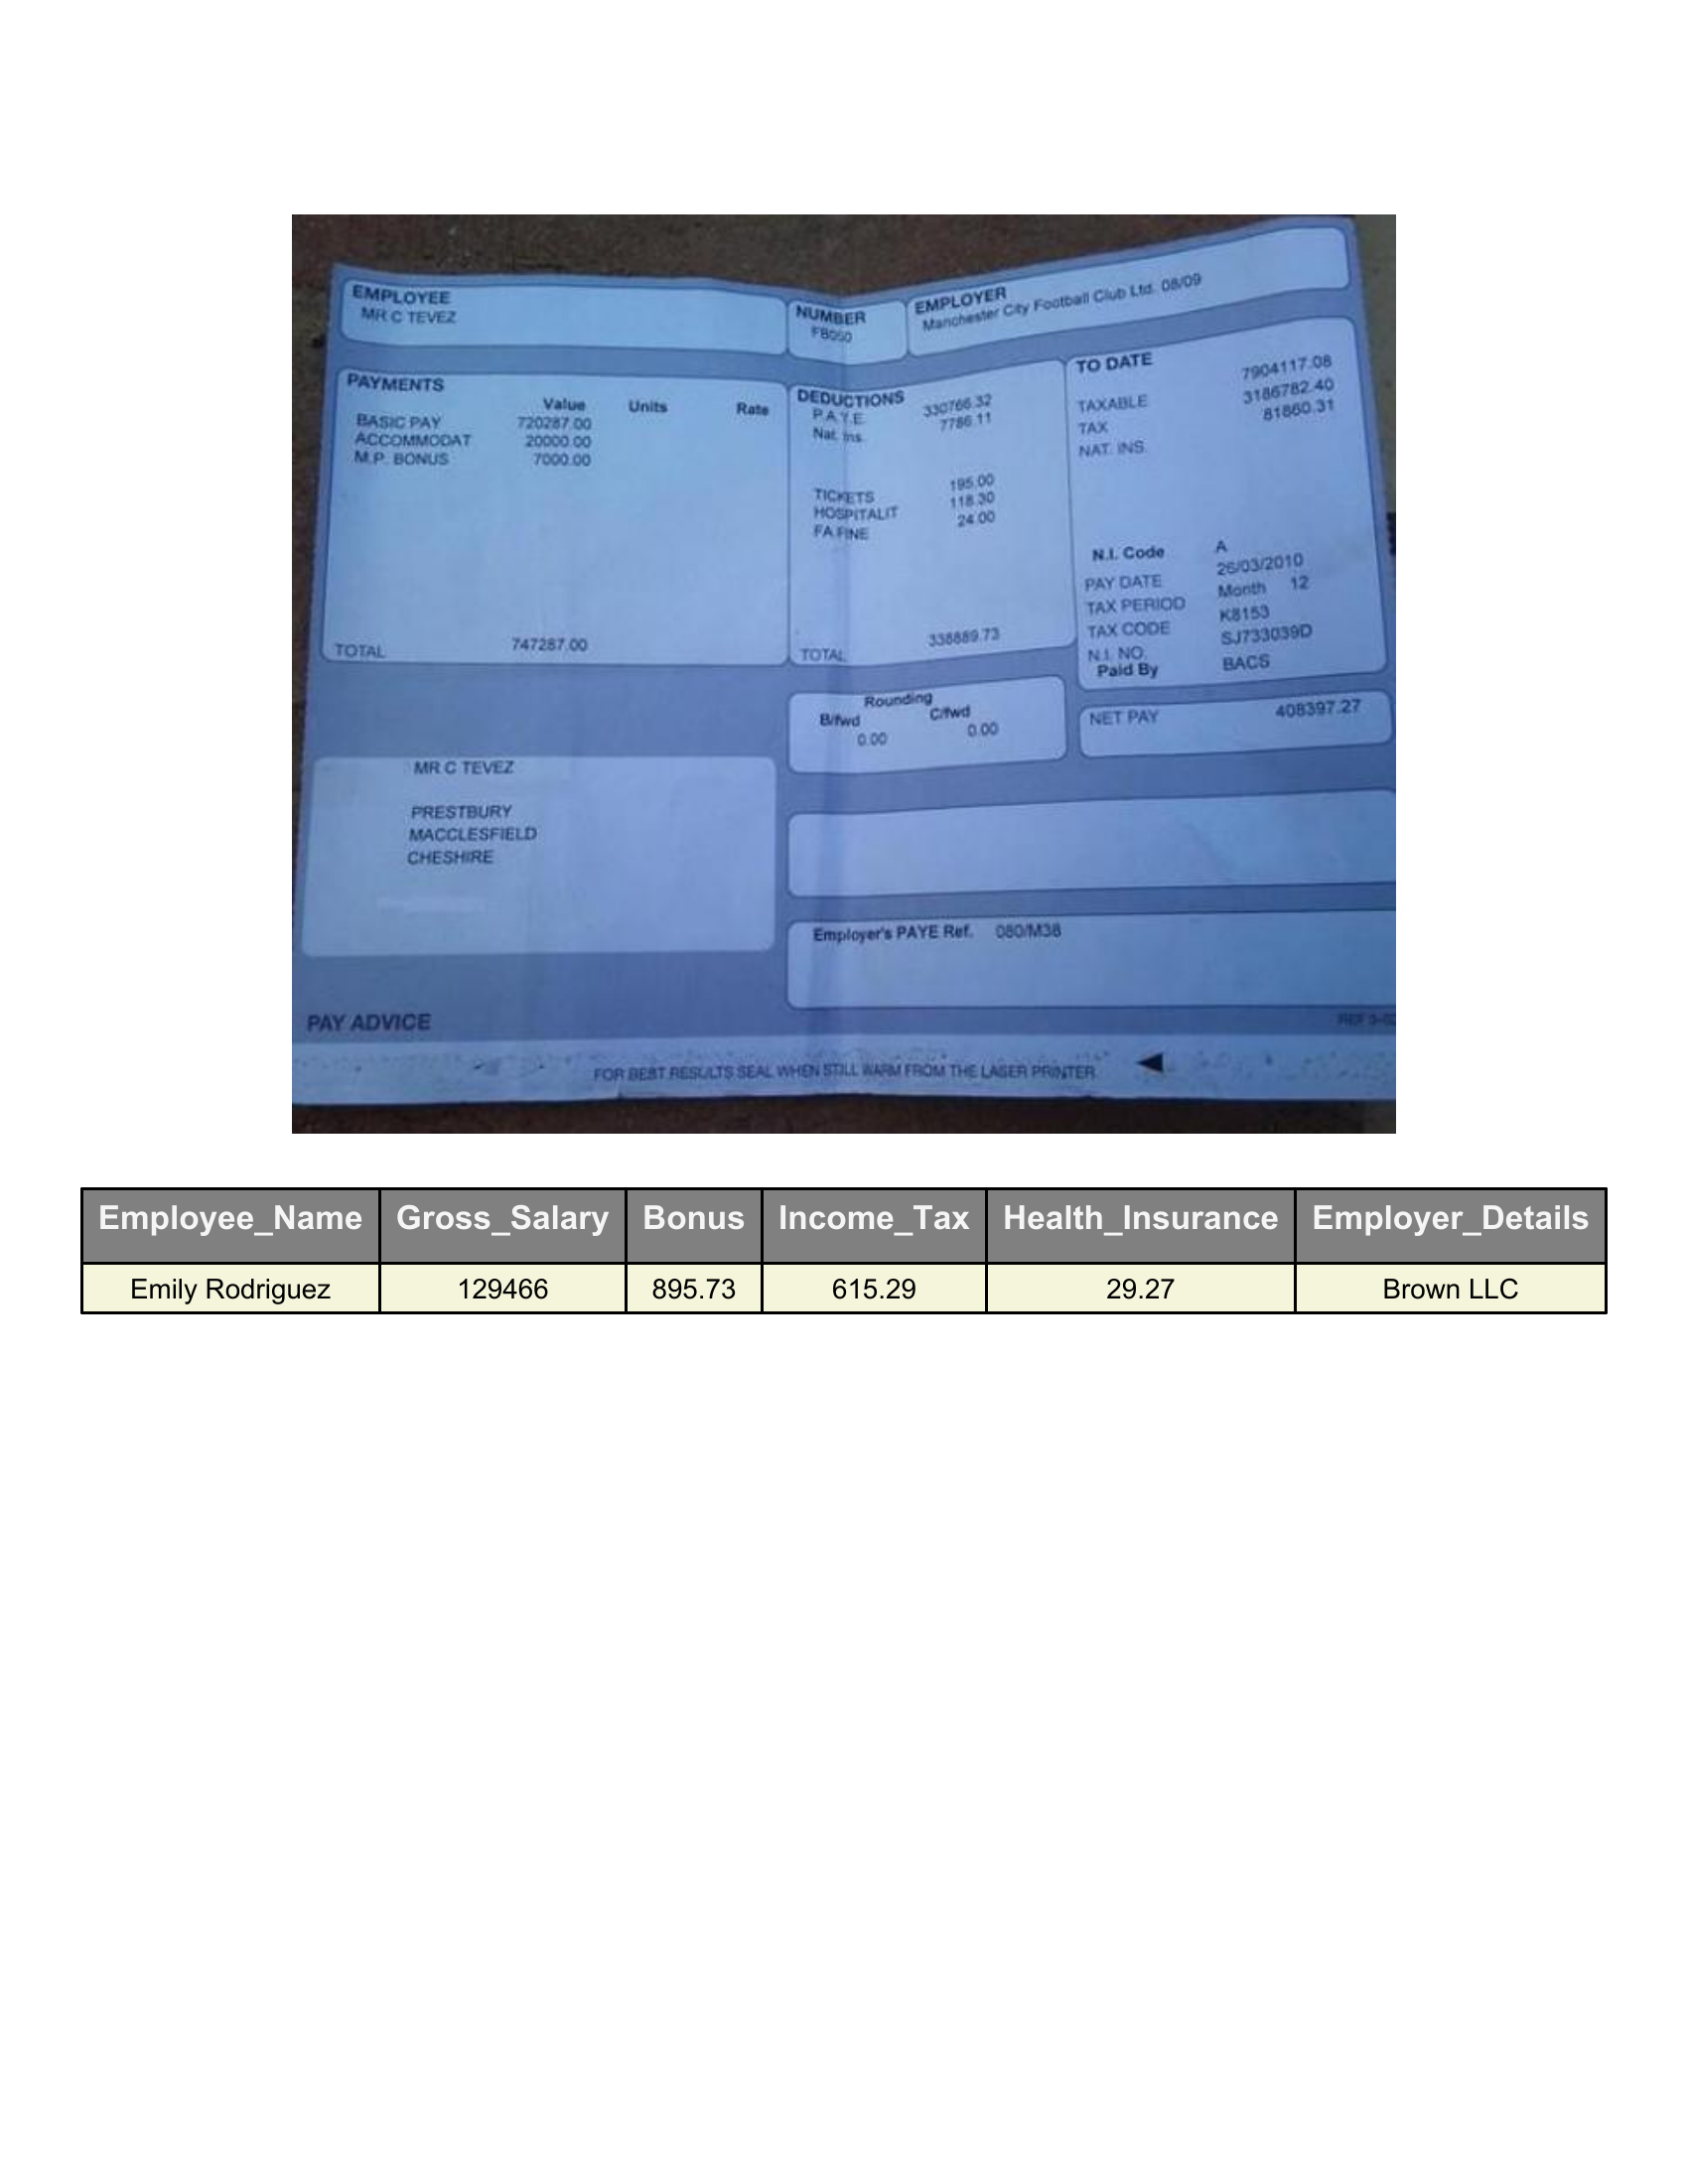 EMPLOYEE
MR C TEVEZ
NUMBER
FB050
EMPLOYER
Manchester City Football Club Ltd. 08/09
PAYMENTS
Value Units Rate
BASIC PAY 720287.00
ACCOMMODAT 20000.00
M.P. BONUS 7000.00
TOTAL 747287.00
DEDUCTIONS
P.A.Y.E. 330766.32
Nat. Ins. 7786.11
TICKETS 195.00
HOSPITALIT 118.30
FA FINE 24.00
TOTAL 338889.73
TO DATE
TAXABLE 7904117.08
TAX 3186782.40
NAT. INS. 81860.31
N.I. Code A
PAY DATE 26/03/2010
TAX PERIOD Month 12
TAX CODE K8153
N.I. NO. SJ733039D
Paid By BACS
Rounding
B/fwd C/fwd
0.00 0.00
NET PAY 408397.27
MR C TEVEZ
PRESTBURY
MACCLESFIELD
CHESHIRE
Employer's PAYE Ref. 080/M38
PAY ADVICE
FOR BEST RESULTS SEAL WHEN STILL WARM FROM THE LASER PRINTER
Employee_Name Gross_Salary Bonus Income_Tax Health_Insurance Employer_Details
Emily Rodriguez 129466 895.73 615.29 29.27 Brown LLC